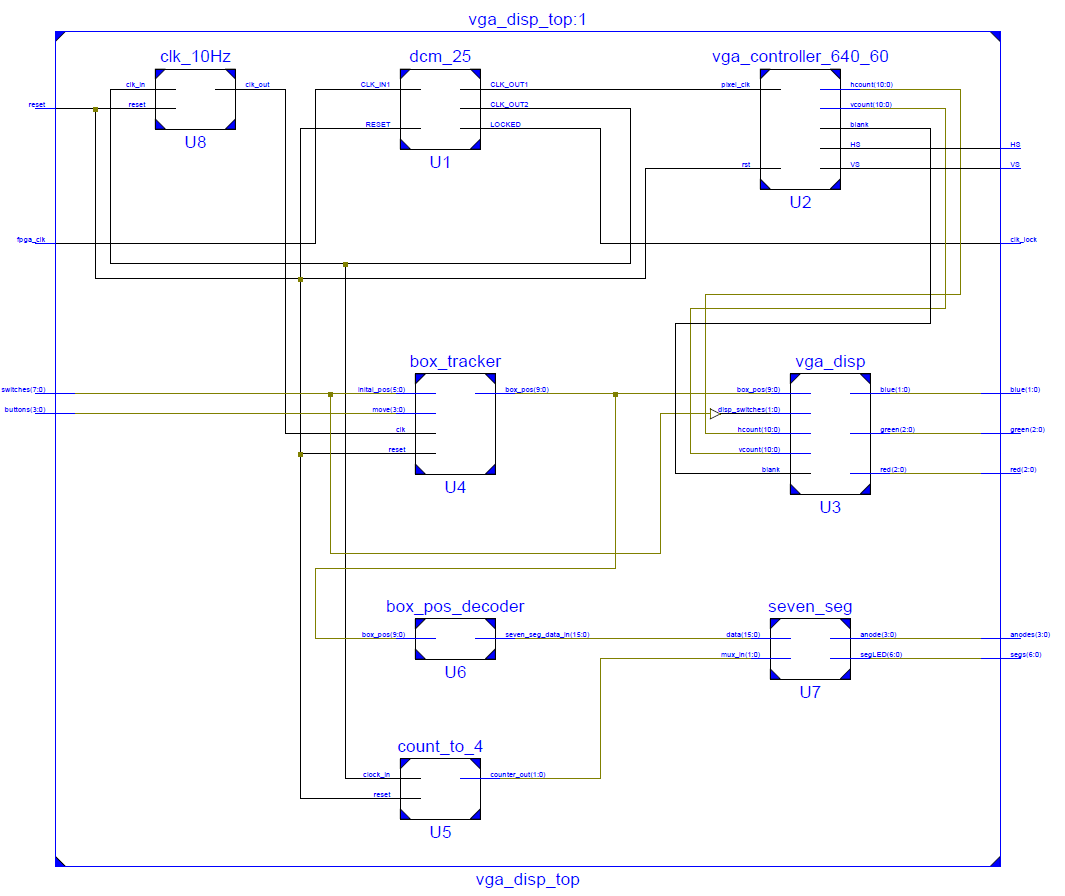 vga_disp_top:1
clk_10Hz
dcm_25
vga_controller_640_60
clk_in
clk_out
CLK_IN1
CLK_OUT1
pixel_clk
hcount(10:0)
reset
reset
CLK_OUT2
vcount(10:0)
RESET
LOCKED
blank
U8
HS
HS
U1
rst
VS
VS
U2
fpga_clk
clk_lock
box_tracker
vga_disp
switches(7:0)
inital_pos(5:0)
box_pos(9:0)
box_pos(9:0)
blue(1:0)
blue(1:0)
buttons(3:0)
move(3:0)
disp_switches(1:0)
clk
hcount(10:0)
green(2:0)
green(2:0)
reset
vcount(10:0)
blank
red(2:0)
red(2:0)
U4
U3
box_pos_decoder
seven_seg
box_pos(9:0)
seven_seg_data_in(15:0)
data(15:0)
anode(3:0)
anodes(3:0)
mux_in(1:0)
segLED(6:0)
segs(6:0)
U6
U7
count_to_4
clock_in
counter_out(1:0)
reset
U5
vga_disp_top